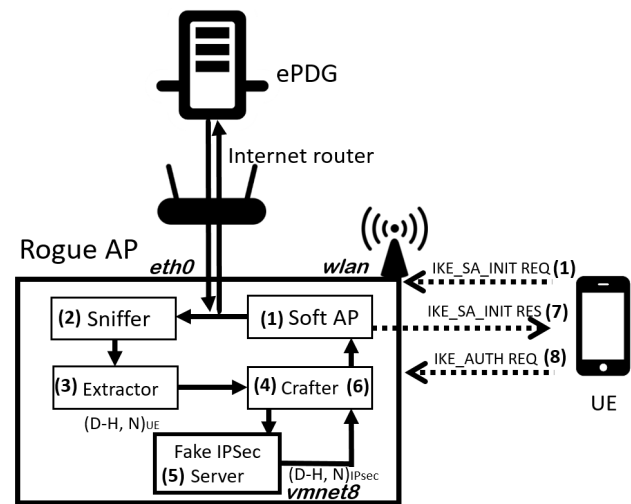 ePDG
Internet router
Rogue AP
eth0
wlan
IKE_SA_INIT REQ (1)
(2) Sniffer
(1) Soft AP
IKE_SA_INIT RES (7)
(3) Extractor
(4) Crafter (6)
IKE_AUTH REQ (8)
UE
(D-H, N)UE
Fake IPSec
(5) Server
(D-H, N)IPsec
vmnet8